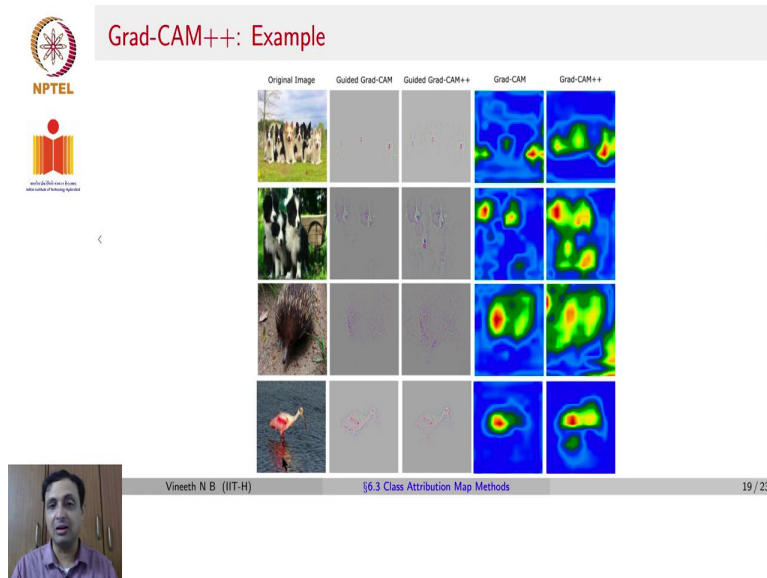 Grad-CAM++: Example
NPTEL
Original Image Guided Grad-CAM Guided Grad-CAM++ Grad-CAM Grad-CAM++
Vineeth N B (IIT-H) §6.3 Class Attribution Map Methods 19 / 23